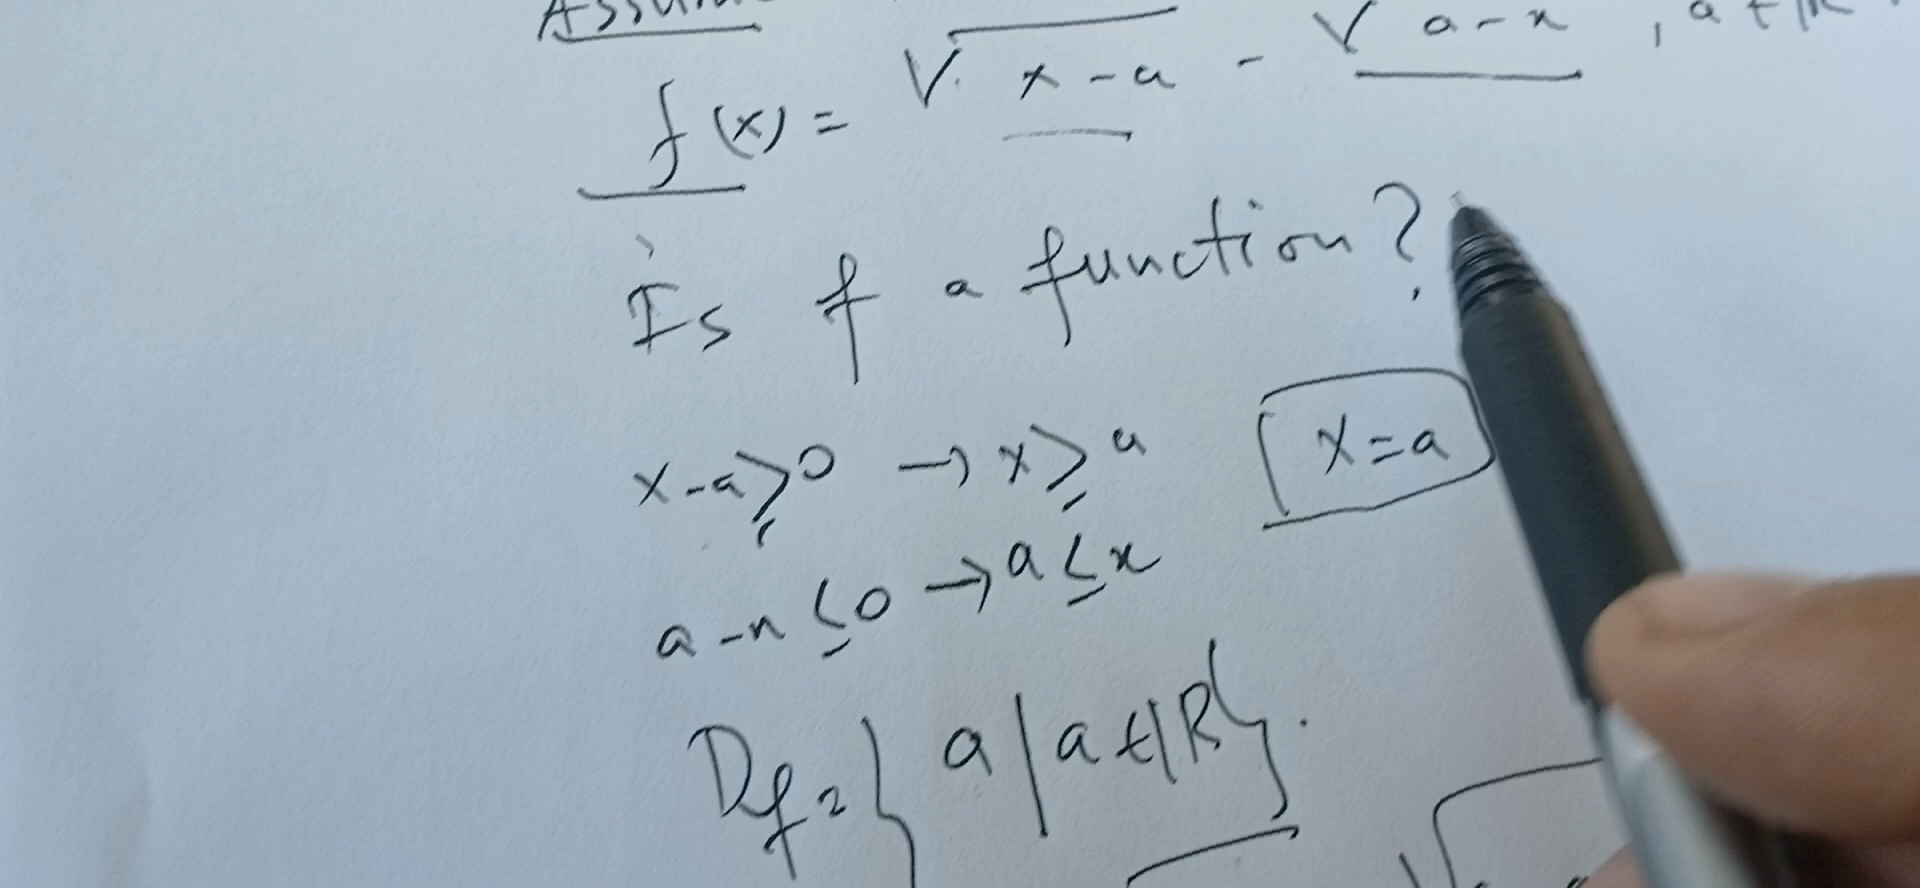 f(x) = √x-a - √a-x , a ∈ ℝ
Is f a function?
x-a ≥ 0 → x ≥ a
x = a
a-x ≤ 0 → a ≤ x
Df = { a | a ∈ ℝ }.